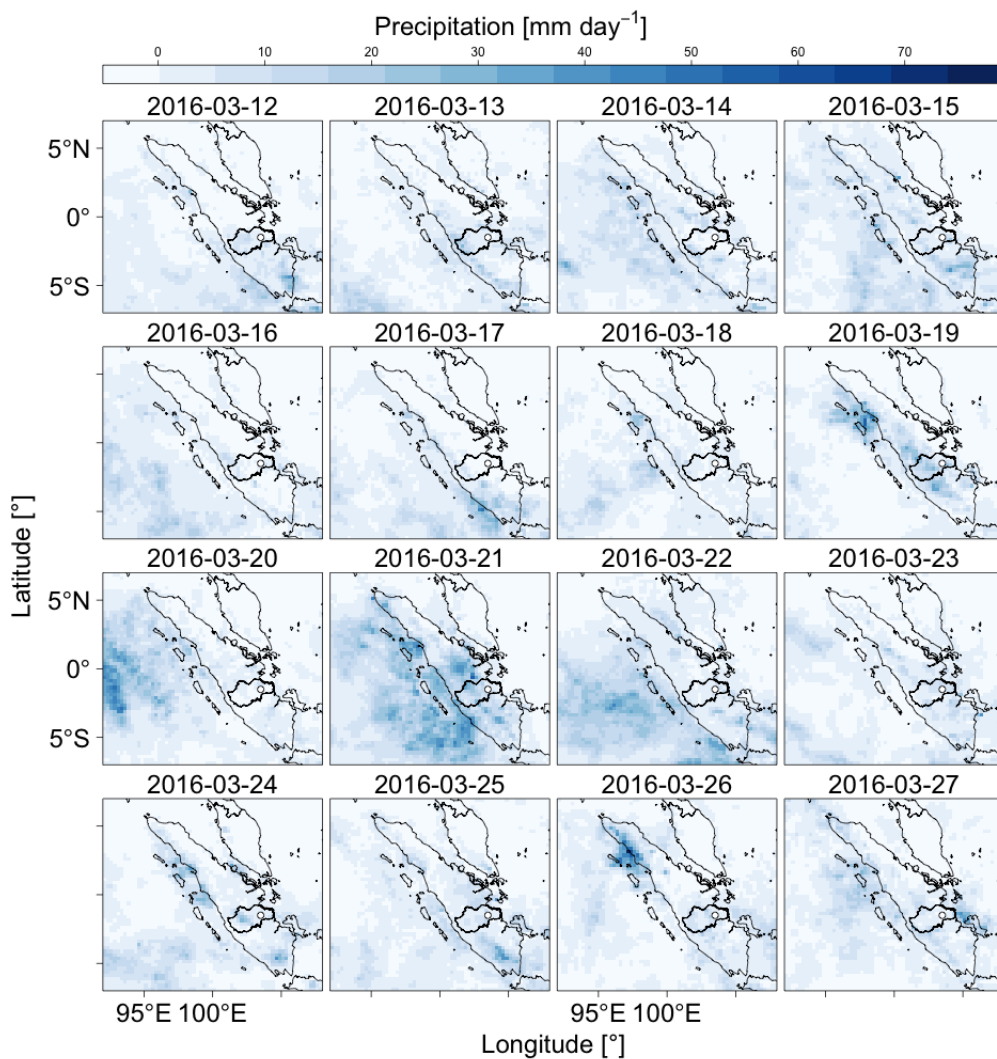 Precipitation [mm day⁻¹]
0 10 20 30 40 50 60 70
2016-03-12 2016-03-13 2016-03-14 2016-03-15
5°N
0°
5°S
2016-03-16 2016-03-17 2016-03-18 2016-03-19
Latitude [°]
2016-03-20 2016-03-21 2016-03-22 2016-03-23
5°N
0°
5°S
2016-03-24 2016-03-25 2016-03-26 2016-03-27
95°E 100°E 95°E 100°E
Longitude [°]